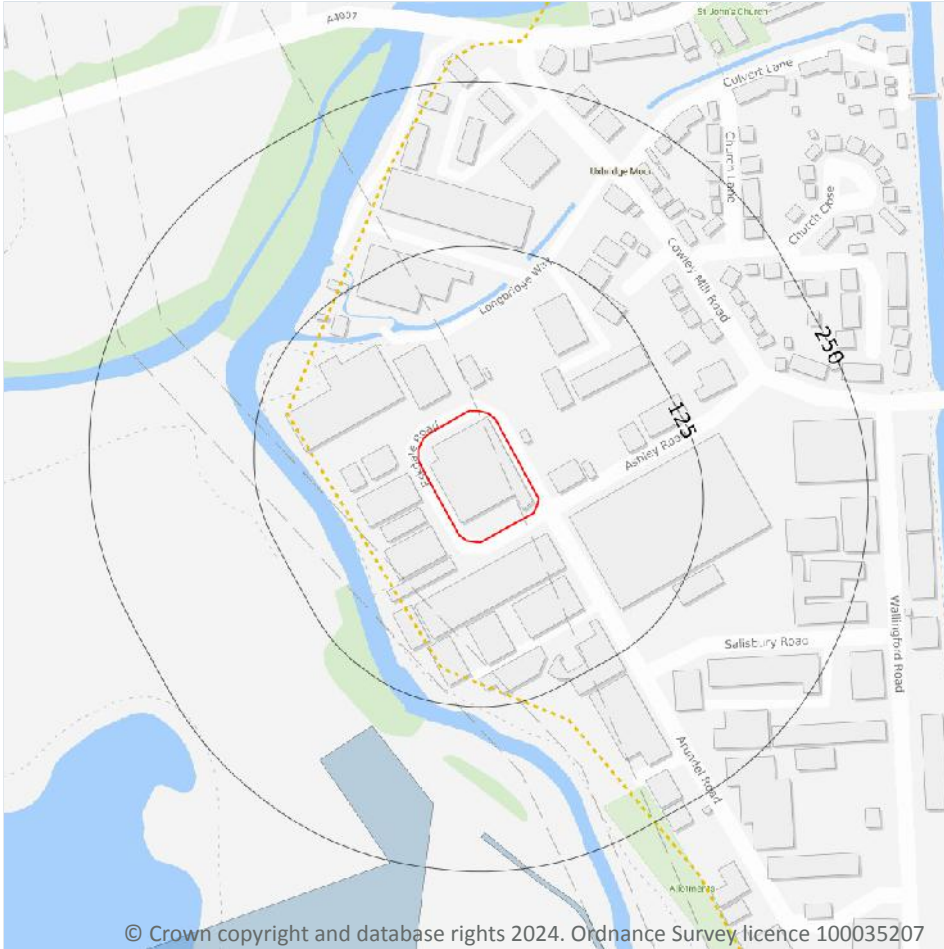 A4007
St John's Church
Culvert Lane
Church Lane
Church Close
Cowley Mill Road
Longbridge Way
250
125
Road
Ashley Road
Salisbury Road
Wallingford Road
Arundel Road
Allotments
© Crown copyright and database rights 2024. Ordnance Survey licence 100035207